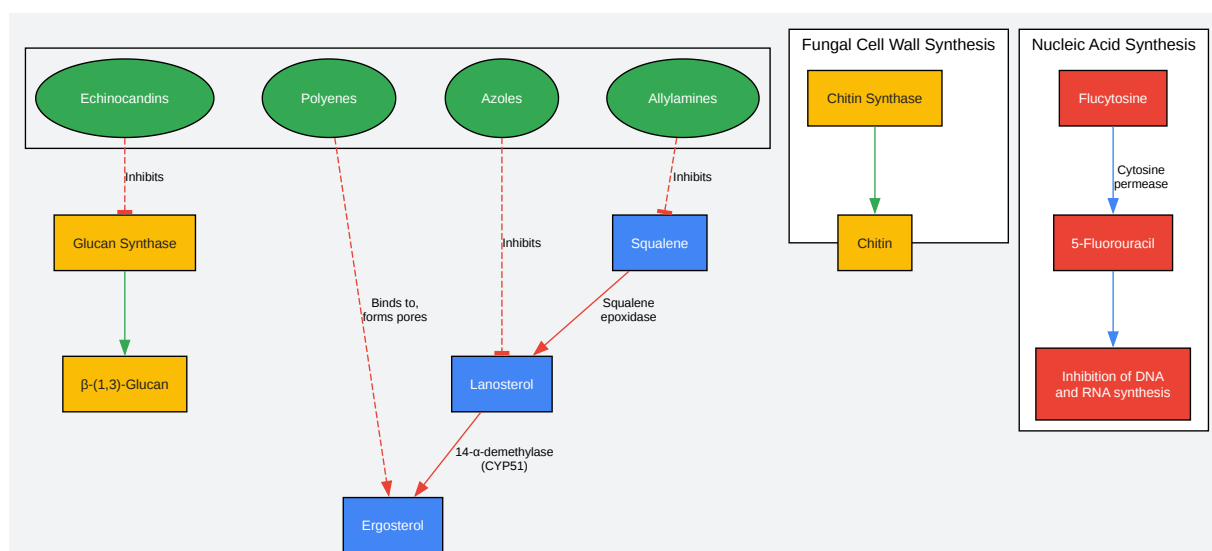 Fungal Cell Wall Synthesis
Nucleic Acid Synthesis
Echinocandins
Polyenes
Azoles
Allylamines
Chitin Synthase
Flucytosine
Inhibits
Inhibits
Cytosine
permease
Glucan Synthase
Inhibits
Squalene
Chitin
5-Fluorouracil
Binds to,
forms pores
Squalene
epoxidase
β-(1,3)-Glucan
Lanosterol
Inhibition of DNA
and RNA synthesis
14-α-demethylase
(CYP51)
Ergosterol